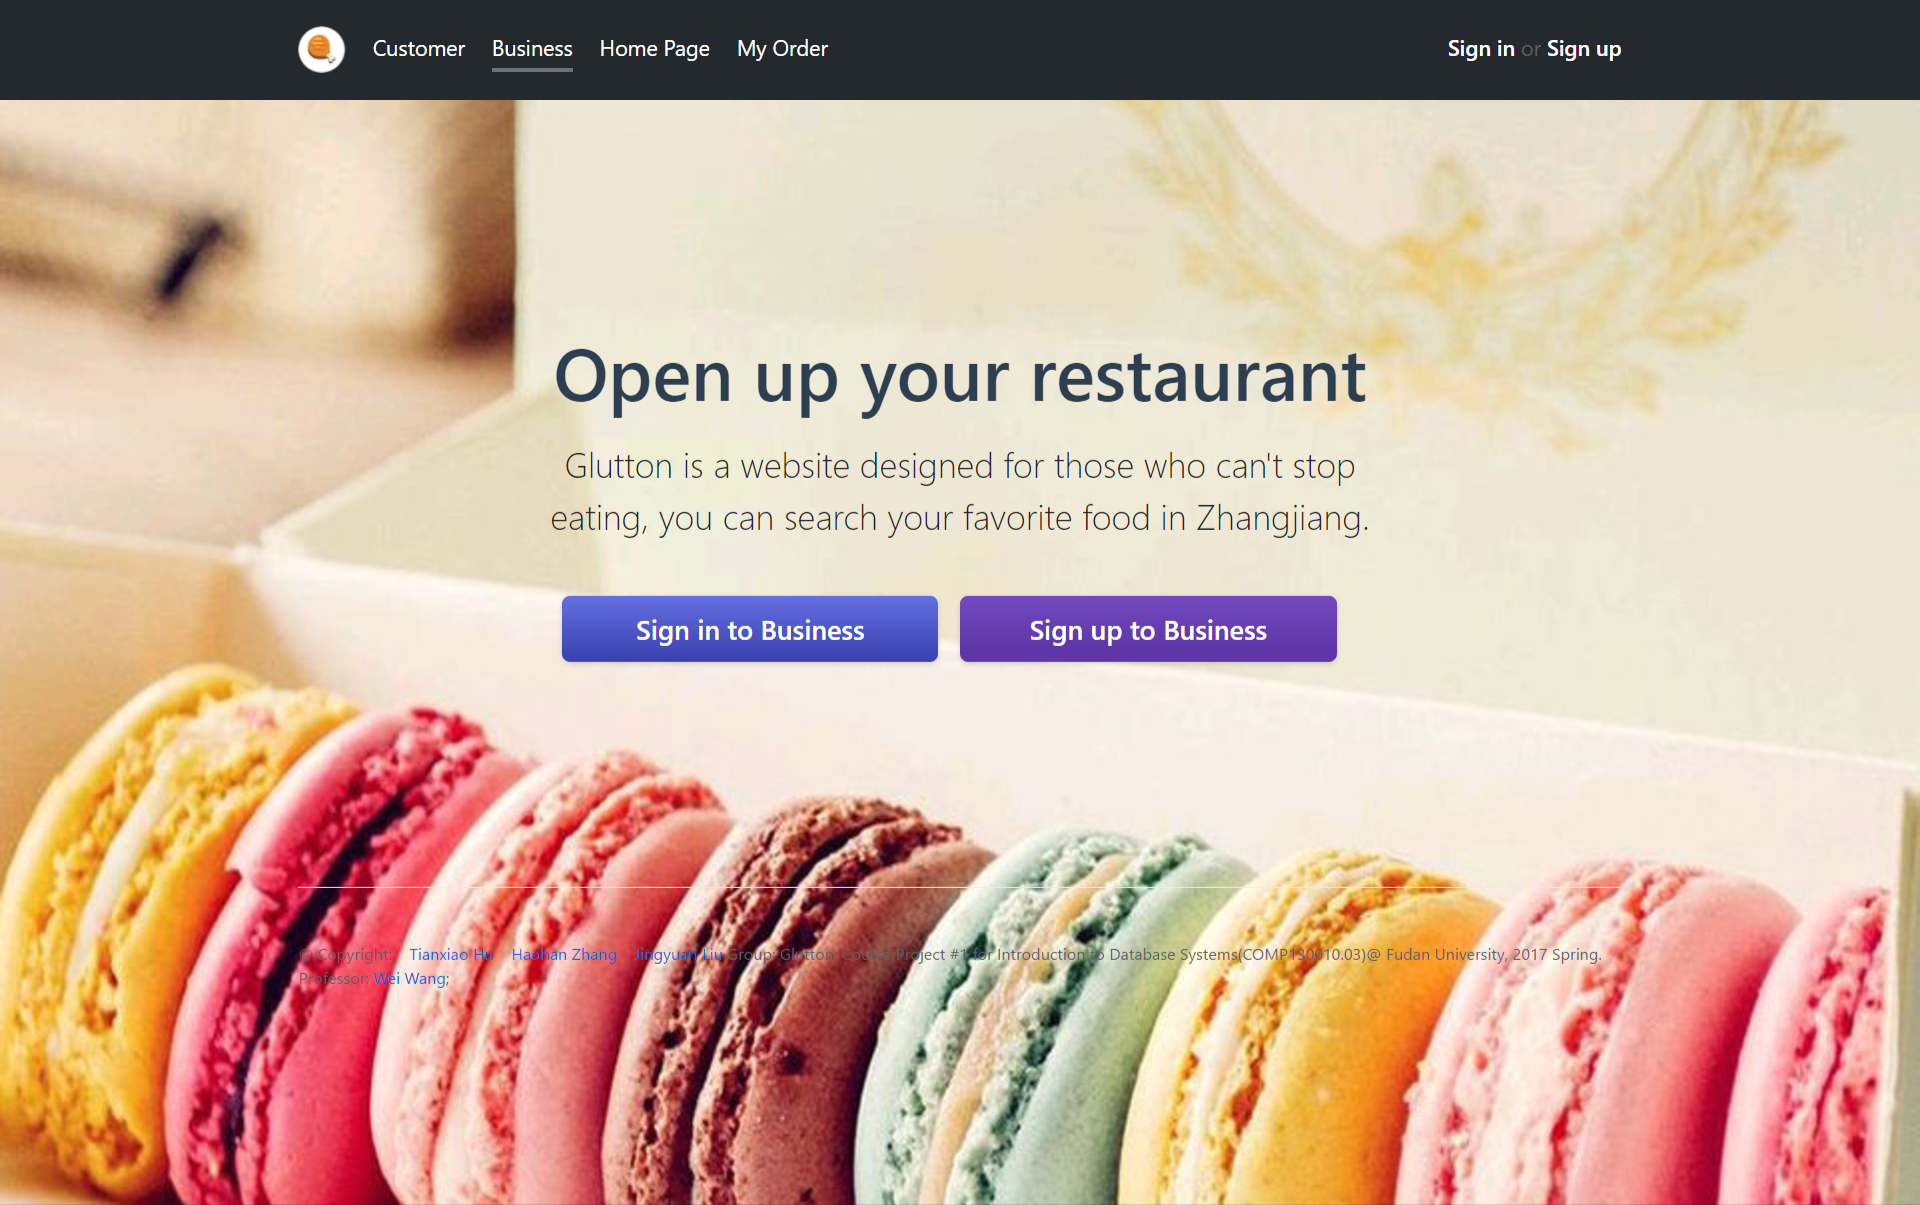 Customer Business Home Page My Order Sign in or Sign up
Open up your restaurant
Glutton is a website designed for those who can't stop
eating, you can search your favorite food in Zhangjiang.
Sign in to Business Sign up to Business
© Copyright: Tianxiao Hu Haohan Zhang Jingyuan Liu Group: Glutton Course Project #1 for Introduction to Database Systems(COMP130010.03)@ Fudan University, 2017 Spring.
Professor: Wei Wang;